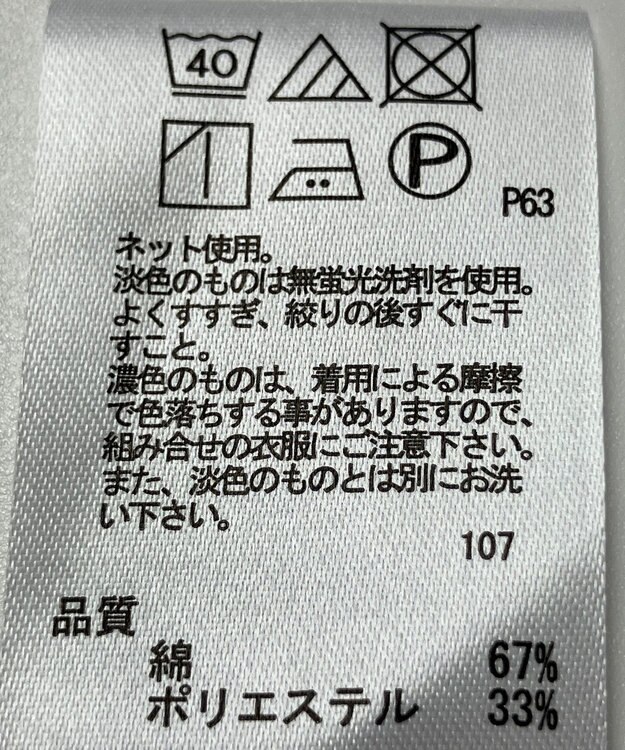 40
P
P63
ネット使用。
淡色のものは無蛍光洗剤を使用。
よくすすぎ、絞りの後すぐに干
すこと。
濃色のものは、着用による摩擦
で色落ちする事がありますので、
組み合せの衣服にご注意下さい。
また、淡色のものとは別にお洗
い下さい。
107
品質
綿 67%
ポリエステル 33%